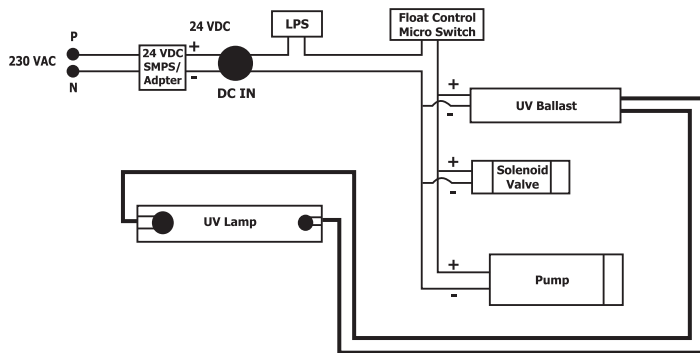 LPS
Float Control
Micro Switch
24 VDC
P
230 VAC
N
24 VDC
SMPS/
Adpter
+
-
DC IN
+
-
UV Ballast
+
-
Solenoid
Valve
UV Lamp
+
-
Pump